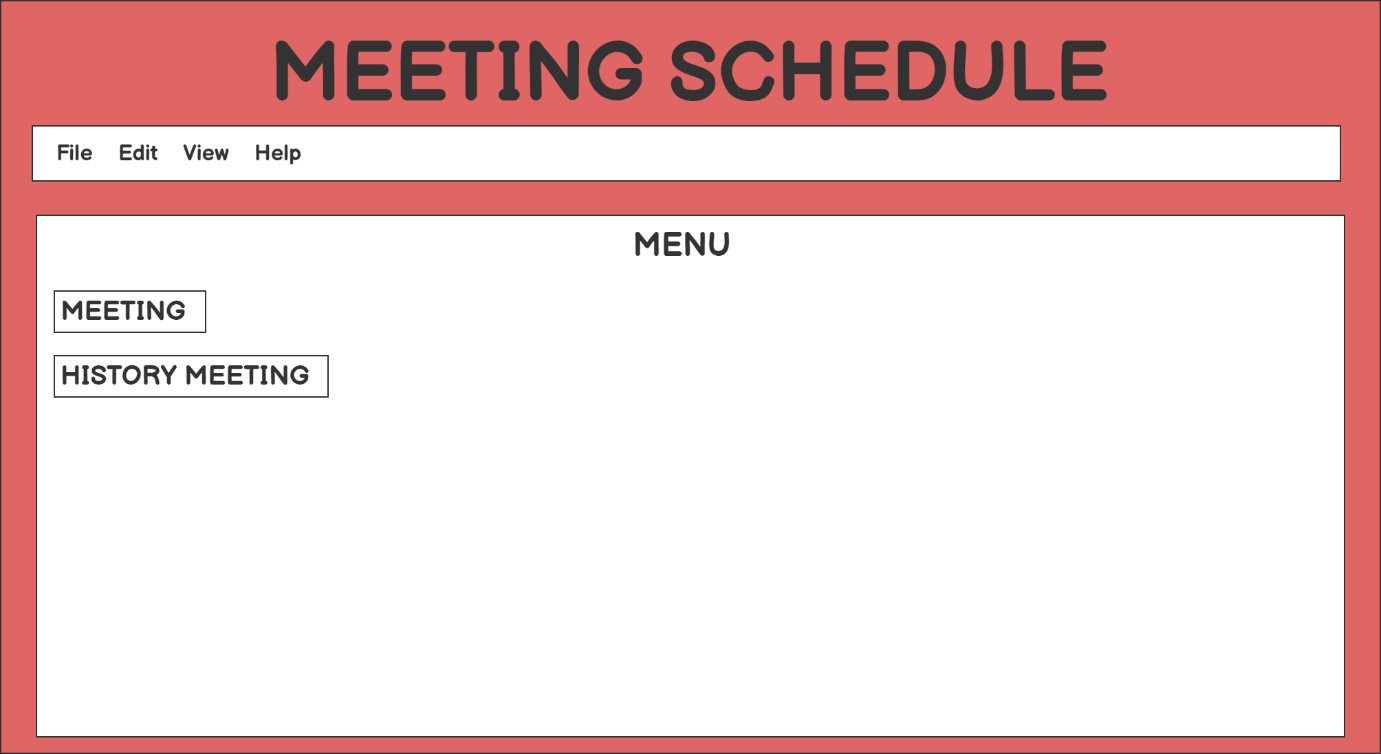 MEETING SCHEDULE
File Edit View Help
MENU
MEETING
HISTORY MEETING